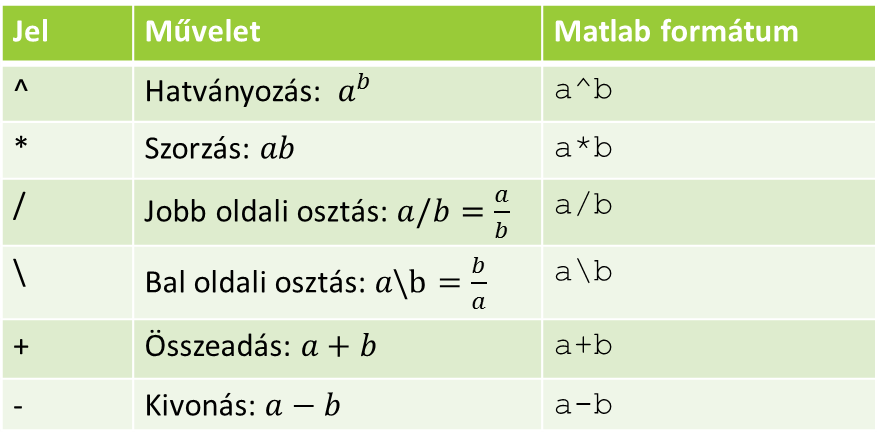 Jel Művelet Matlab formátum
^ Hatványozás: a^b a^b
* Szorzás: ab a*b
/ Jobb oldali osztás: a/b = a/b a/b
\ Bal oldali osztás: a\b = b/a a\b
+ Összeadás: a + b a+b
- Kivonás: a − b a-b